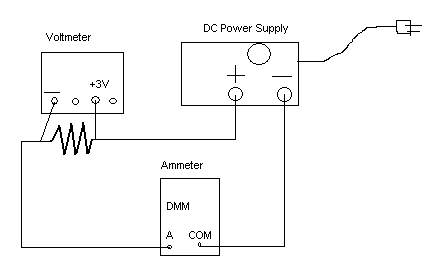 DC Power Supply
Voltmeter
+3V
+ —
—
Ammeter
DMM
A COM